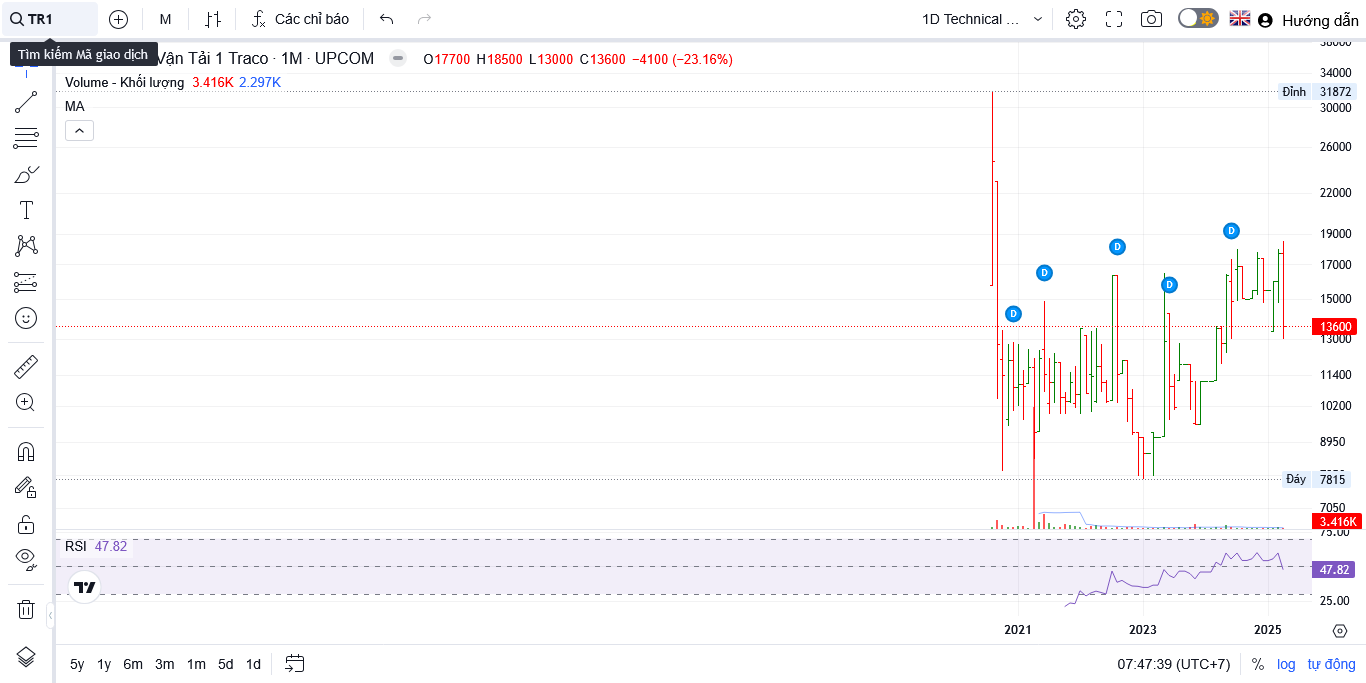 TR1
M
Các chỉ báo
1D Technical ...
Hướng dẫn
Tìm kiếm Mã giao dịch
Vận Tải 1 Traco · 1M · UPCOM O17700 H18500 L13000 C13600 −4100 (−23.16%)
Volume - Khối lượng 3.416K 2.297K
MA
38000
34000
Đỉnh 31872
30000
26000
22000
19000
17000
15000
13600
13000
11400
10200
8950
Đáy 7815
7050
3.416K
D
D
D
D
D
75.00
RSI 47.82
47.82
25.00
2021 2023 2025
5y 1y 6m 3m 1m 5d 1d
07:47:39 (UTC+7) % log tự động